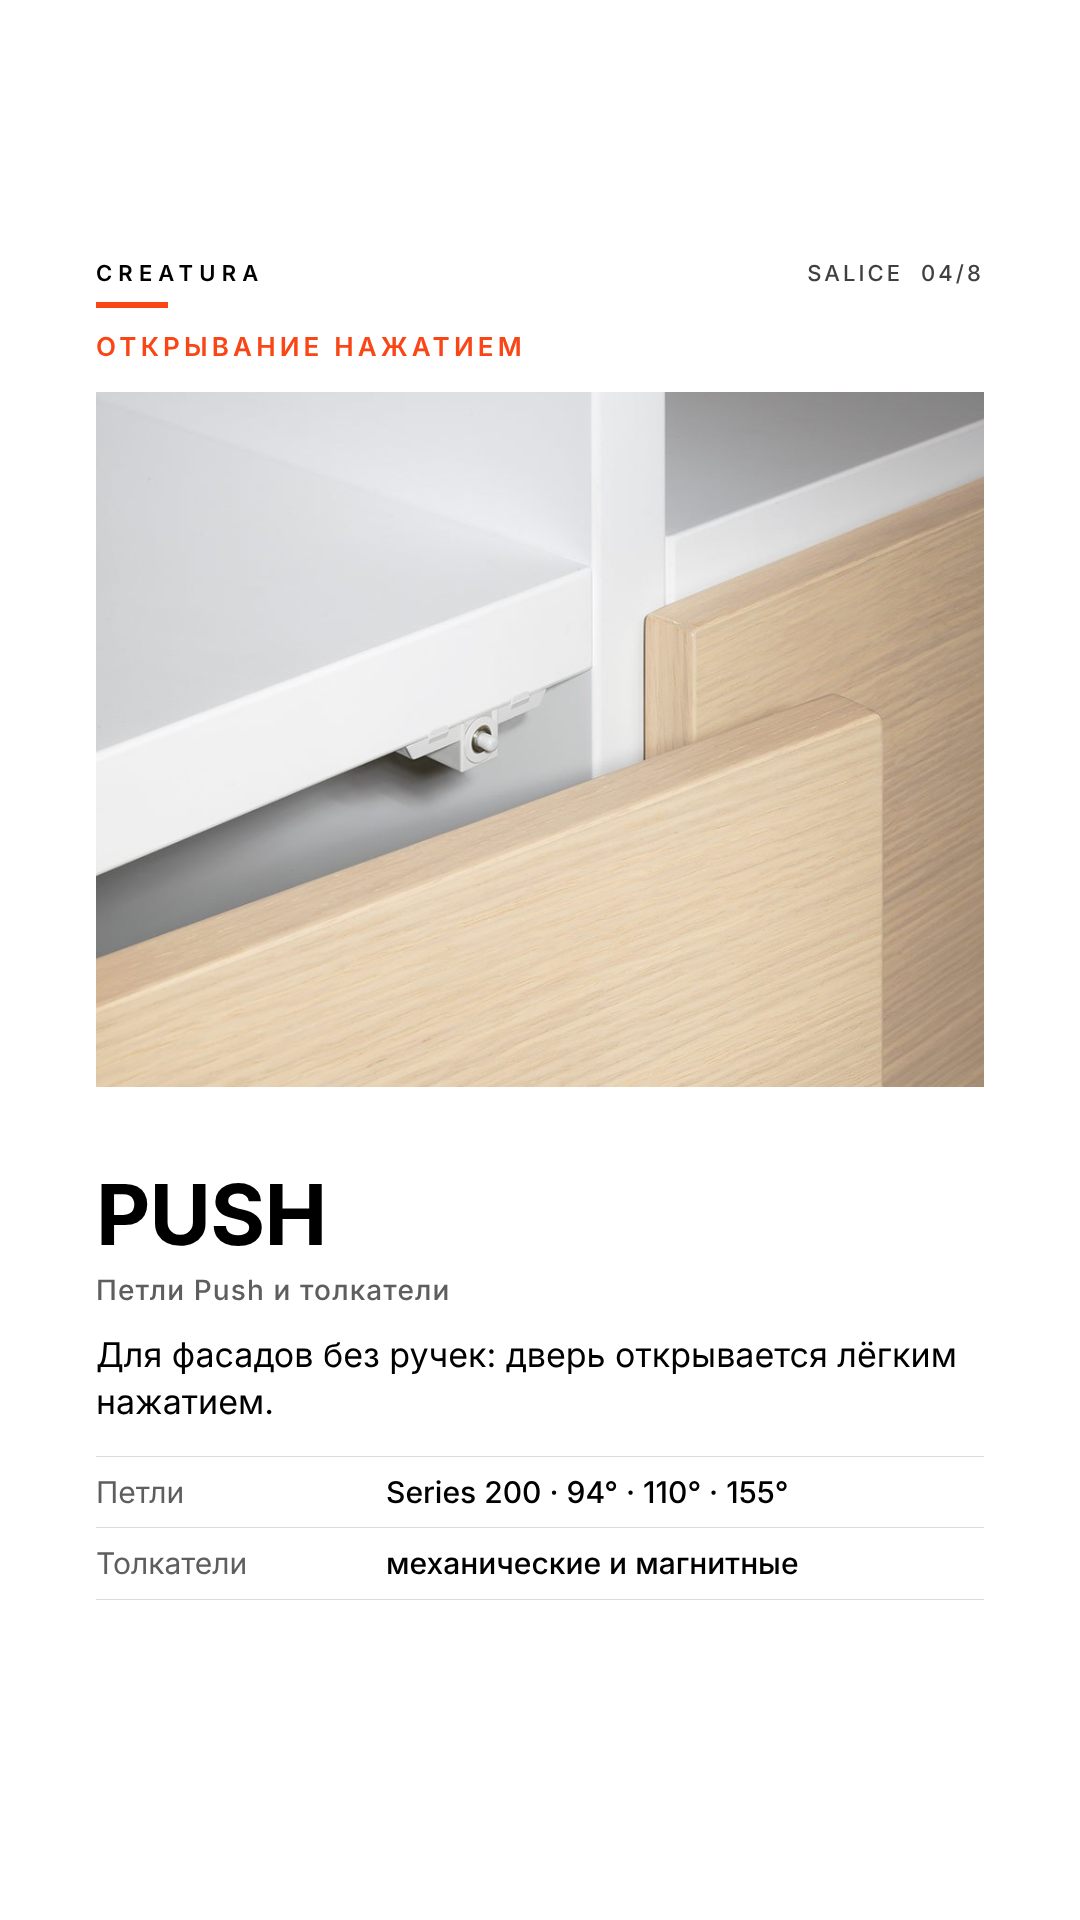 CREATURA
SALICE 04/8
ОТКРЫВАНИЕ НАЖАТИЕМ
PUSH
Петли Push и толкатели
Для фасадов без ручек: дверь открывается лёгким
нажатием.
Петли Series 200 · 94° · 110° · 155°
Толкатели механические и магнитные